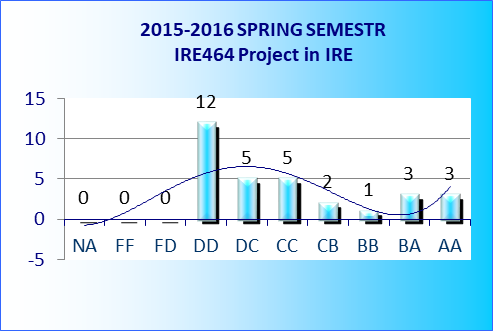 2015-2016 SPRING SEMESTR
IRE464 Project in IRE
15
10
5
0
-5
0 0 0 12 5 5 2 1 3 3
NA FF FD DD DC CC CB BB BA AA